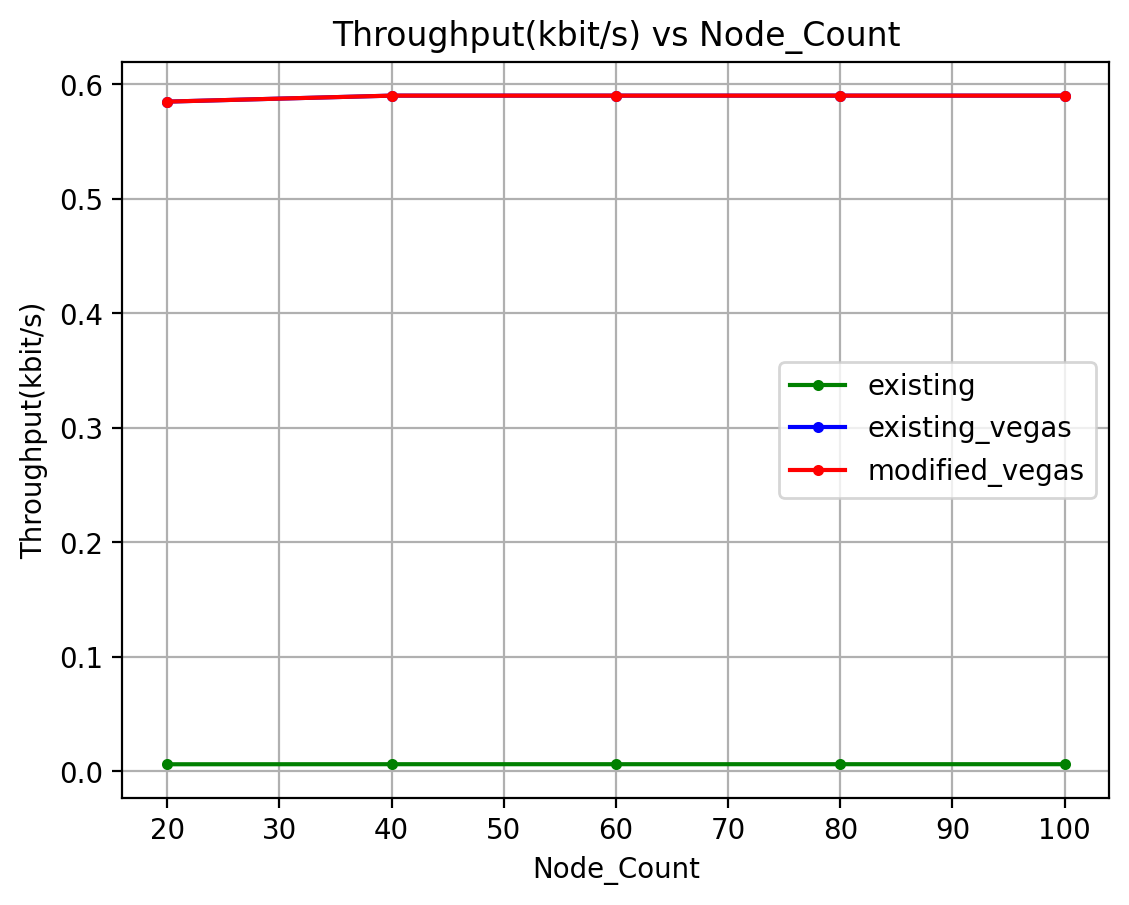 Throughput(kbit/s) vs Node_Count
Throughput(kbit/s)
0.6
0.5
0.4
0.3
0.2
0.1
0.0
existing
existing_vegas
modified_vegas
20 30 40 50 60 70 80 90 100
Node_Count